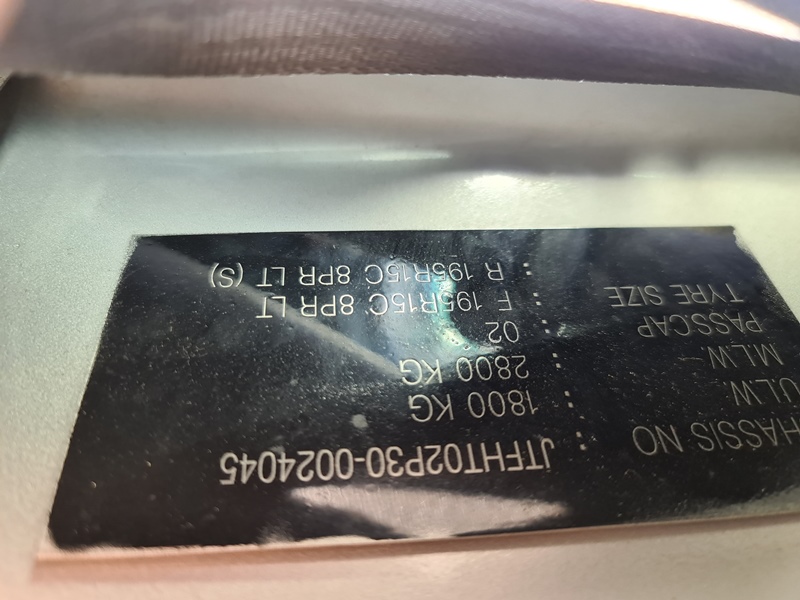 HASSIS NO : JTFHT02P30-0024045
U.L.W. : 1800 KG
M.L.W. : 2800 KG
PASSCAP : 02
TYRE SIZE : F 195R15C 8PR LT
: R 195R15C 8PR LT (S)